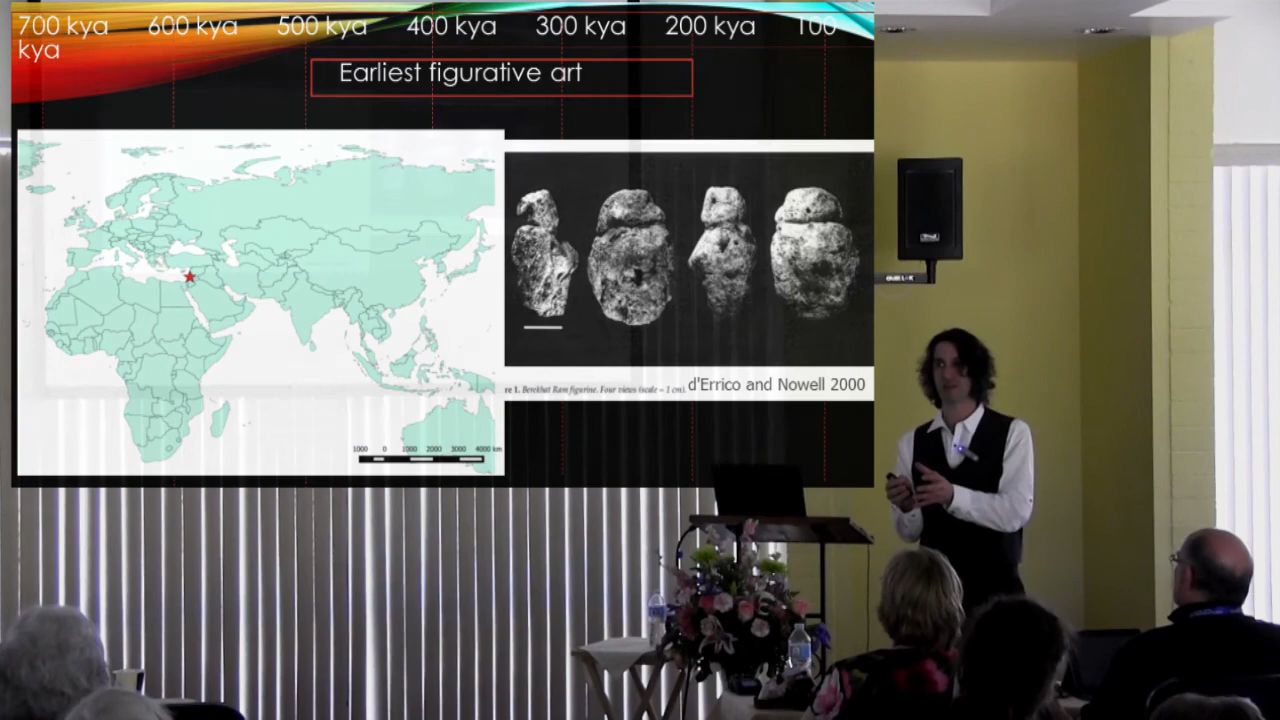 700 kya 600 kya 500 kya 400 kya 300 kya 200 kya 100
kya
Earliest figurative art
1000 0 1000 2000 3000 4000 km
re 1. Berekhat Ram figurine. Four views (scale = 1 cm). d'Errico and Nowell 2000